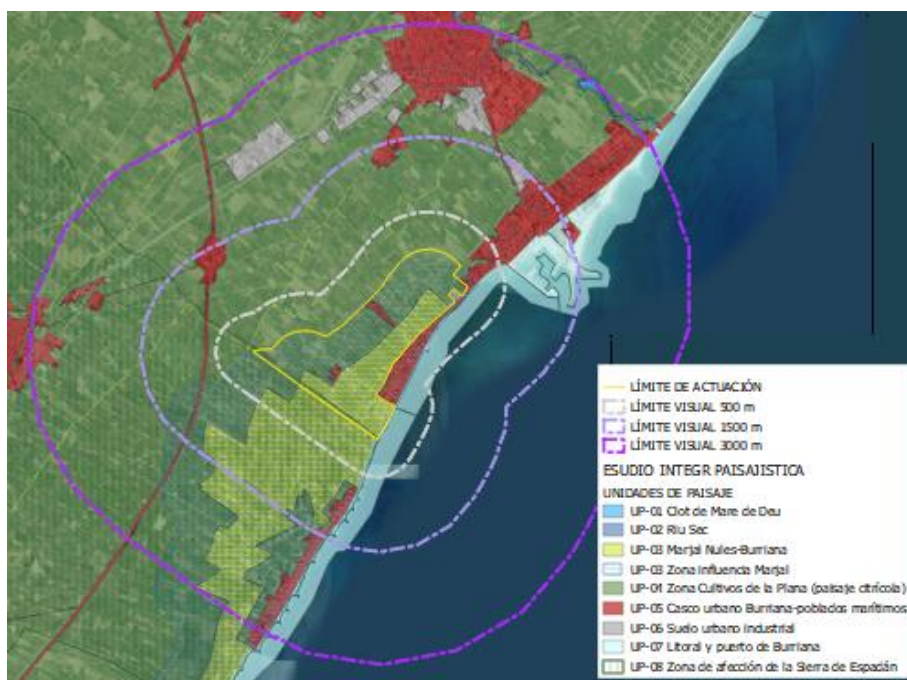 LÍMITE DE ACTUACIÓN
LÍMITE VISUAL 500 m
LÍMITE VISUAL 1500 m
LÍMITE VISUAL 3000 m
ESUDIO INTEGR PAISAJISTICA
UNIDADES DE PAISAJE
UP-01 Clot de Mare de Deu
UP-02 Riu Sec
UP-03 Marjal Nules-Burriana
UP-03 Zona Influencia Marjal
UP-04 Zona Cultivos de la Plana (paisaje citrícola)
UP-05 Casco urbano Burriana-poblados marítimos
UP-06 Suelo urbano industrial
UP-07 Litoral y puerto de Burriana
UP-08 Zona de afección de la Sierra de Espadán